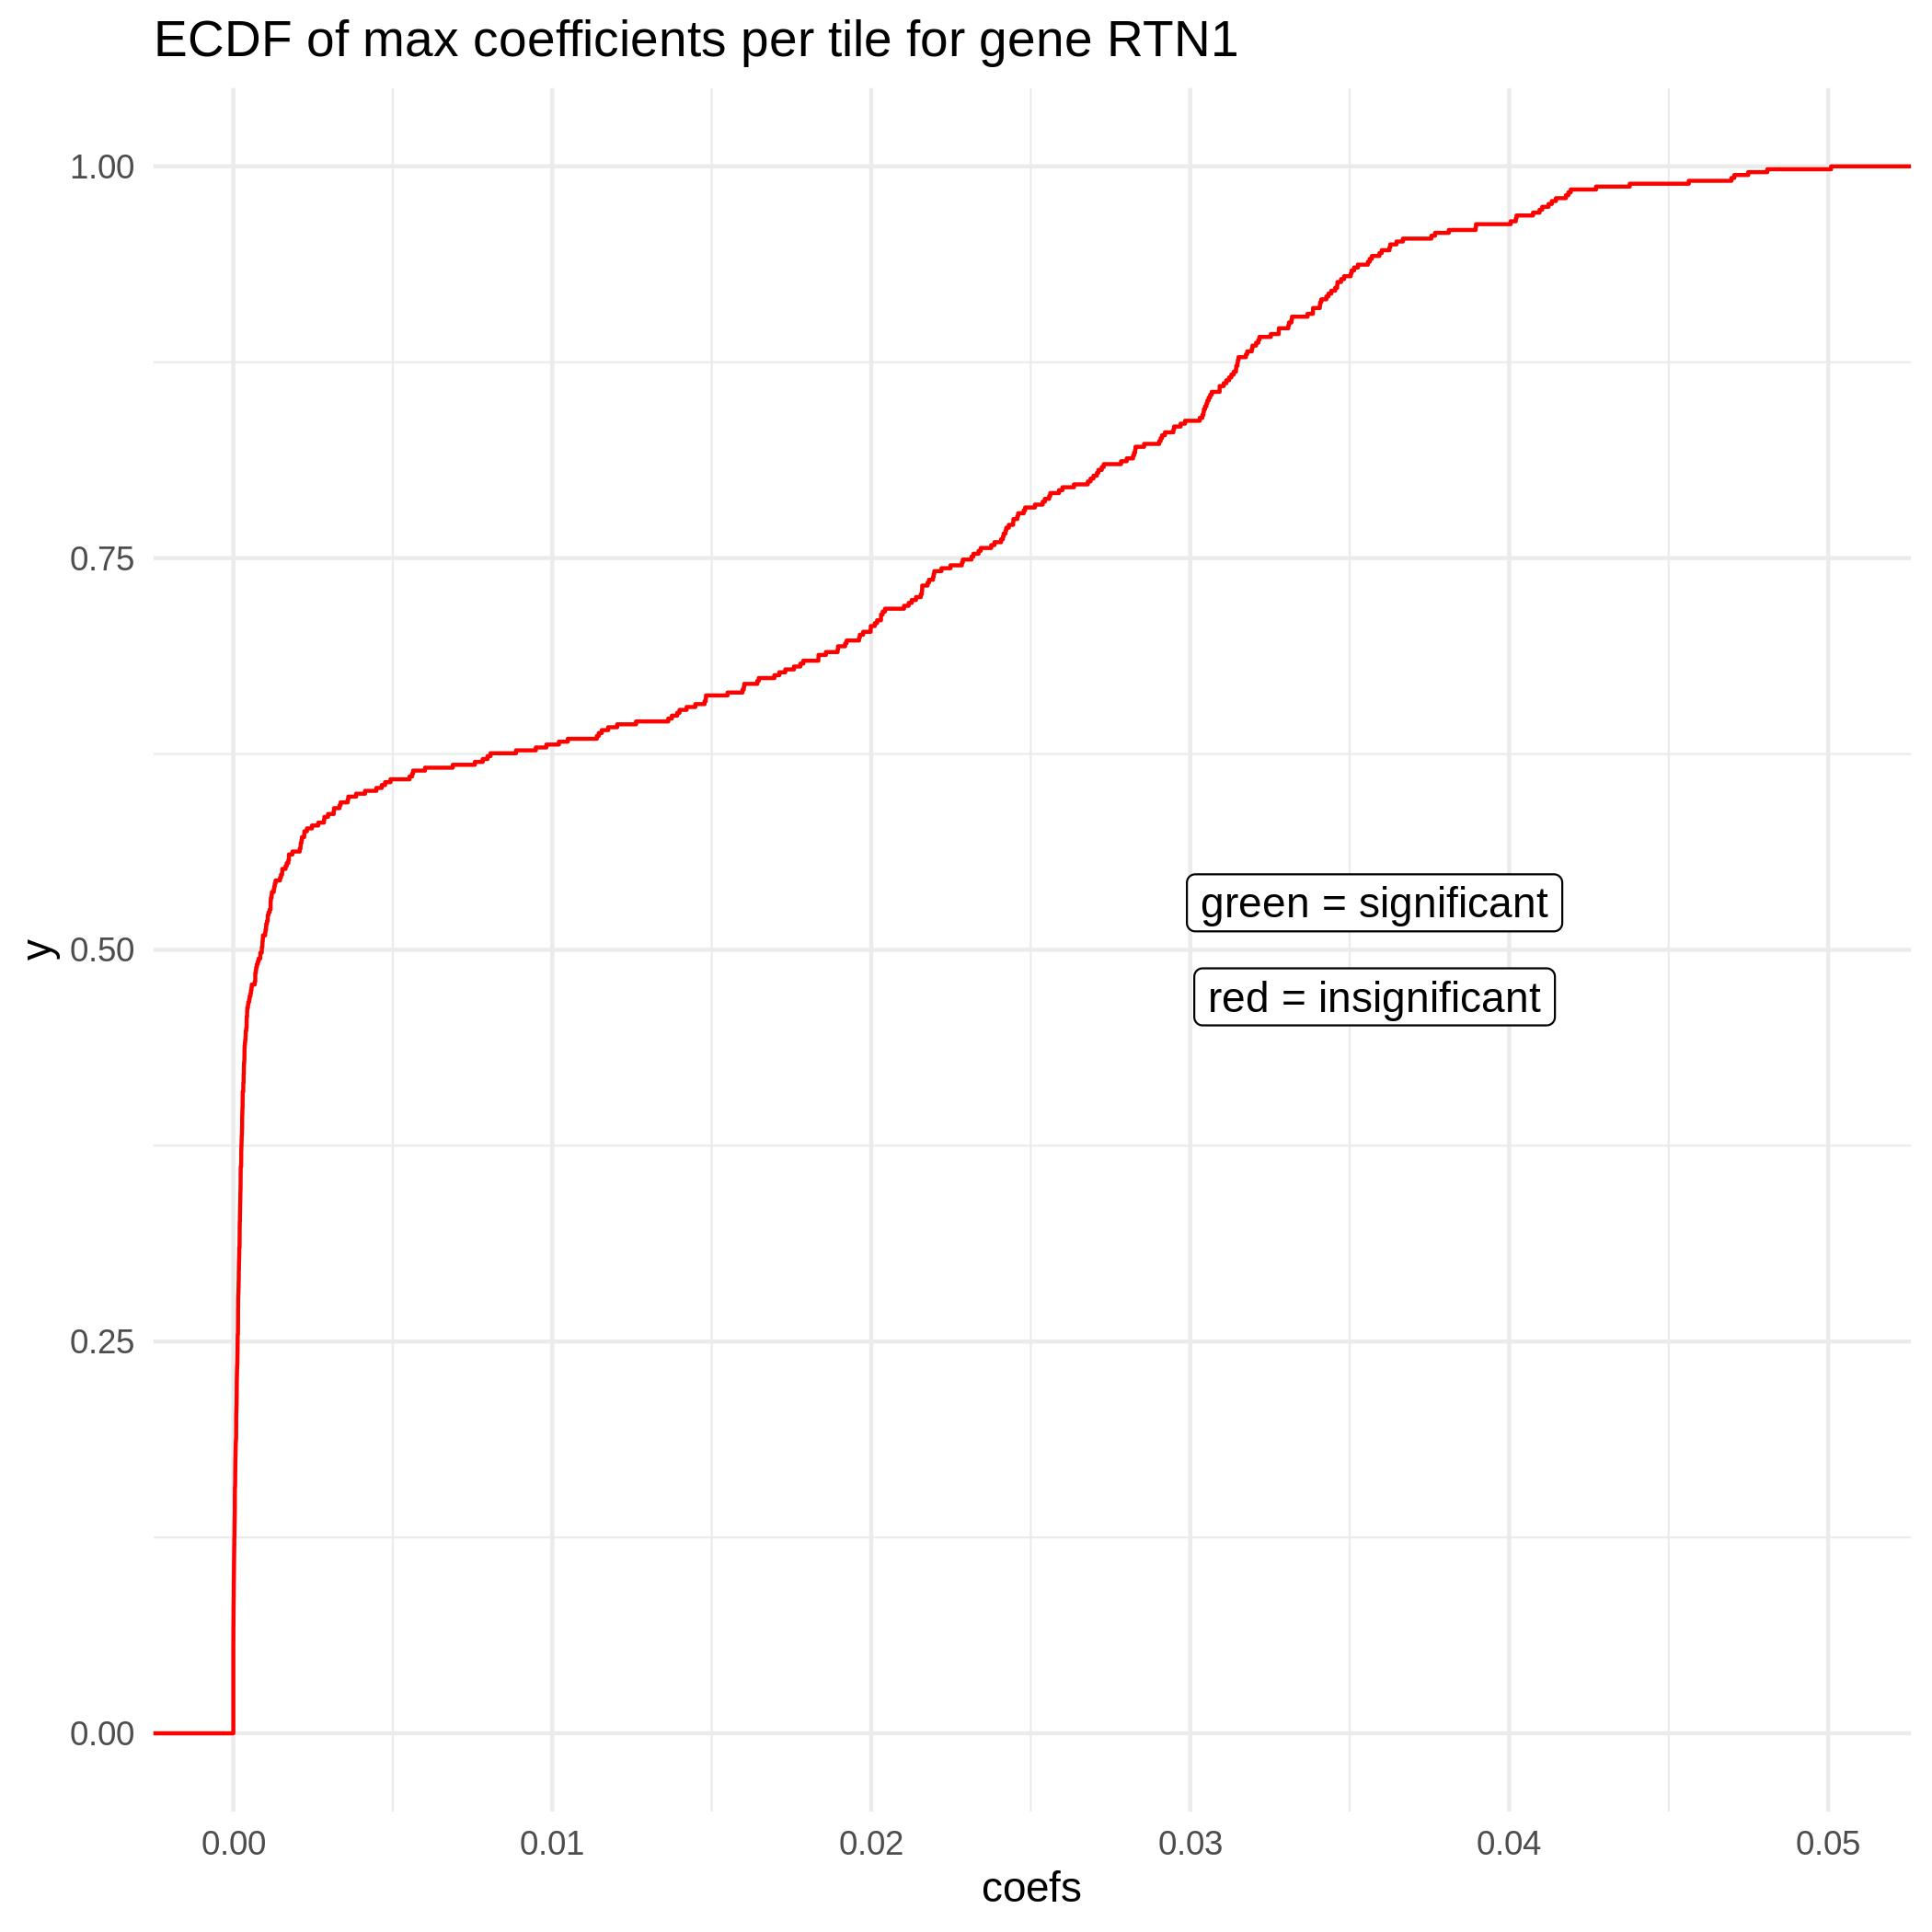 ECDF of max coefficients per tile for gene RTN1
1.00
0.75
green = significant
y
0.50
red = insignificant
0.25
0.00
0.00 0.01 0.02 0.03 0.04 0.05
coefs